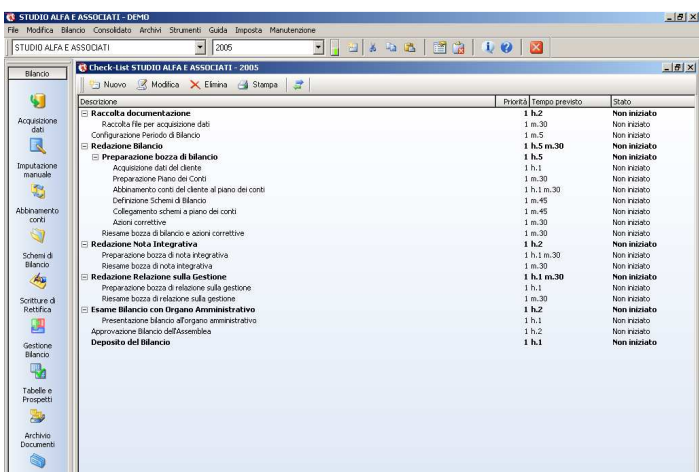 STUDIO ALFA E ASSOCIATI - DEMO
File Modifica Bilancio Consolidato Archivi Strumenti Guida Imposta Manutenzione
STUDIO ALFA E ASSOCIATI 2005
Bilancio
Acquisizione
dati
Imputazione
manuale
Abbinamento
conti
Schemi di
Bilancio
Scritture di
Rettifica
Gestione
Bilancio
Tabelle e
Prospetti
Archivio
Documenti
Check-List STUDIO ALFA E ASSOCIATI - 2005
Nuovo Modifica Elimina Stampa
Descrizione Priorità Tempo previsto Stato
Raccolta documentazione 1 h.2 Non iniziato
Raccolta file per acquisizione dati 1 m.30 Non iniziato
Configurazione Periodo di Bilancio 1 m.5 Non iniziato
Redazione Bilancio 1 h.5 m.30 Non iniziato
Preparazione bozza di bilancio 1 h.5 Non iniziato
Acquisizione dati del cliente 1 h.1 Non iniziato
Preparazione Piano dei Conti 1 m.30 Non iniziato
Abbinamento conti del cliente al piano dei conti 1 h.1 m.30 Non iniziato
Definizione Schemi di Bilancio 1 m.45 Non iniziato
Collegamento schemi a piano dei conti 1 m.45 Non iniziato
Azioni correttive 1 m.30 Non iniziato
Riesame bozza di bilancio e azioni correttive 1 m.30 Non iniziato
Redazione Nota Integrativa 1 h.2 Non iniziato
Preparazione bozza di nota integrativa 1 h.1 m.30 Non iniziato
Riesame bozza di nota integrativa 1 m.30 Non iniziato
Redazione Relazione sulla Gestione 1 h.1 m.30 Non iniziato
Preparazione bozza di relazione sulla gestione 1 h.1 Non iniziato
Riesame bozza di relazione sulla gestione 1 m.30 Non iniziato
Esame Bilancio con Organo Amministrativo 1 h.2 Non iniziato
Presentazione bilancio all'organo amministrativo 1 h.1 Non iniziato
Approvazione Bilancio dell'Assemblea 1 h.2 Non iniziato
Deposito del Bilancio 1 h.1 Non iniziato